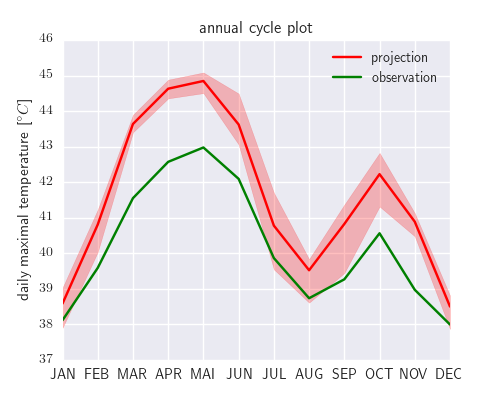 annual cycle plot
projection
observation
daily maximal temperature [°C]
46
45
44
43
42
41
40
39
38
37
JAN FEB MAR APR MAI JUN JUL AUG SEP OCT NOV DEC